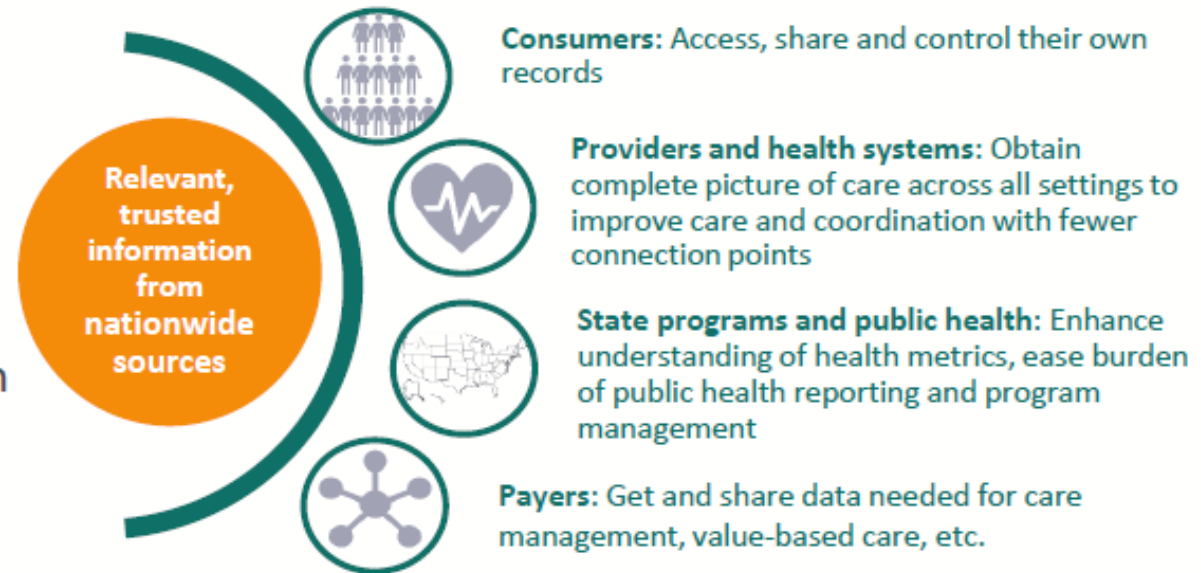 Relevant,
trusted
information
from
nationwide
sources
n
Consumers: Access, share and control their own
records
Providers and health systems: Obtain
complete picture of care across all settings to
improve care and coordination with fewer
connection points
State programs and public health: Enhance
understanding of health metrics, ease burden
of public health reporting and program
management
Payers: Get and share data needed for care
management, value-based care, etc.